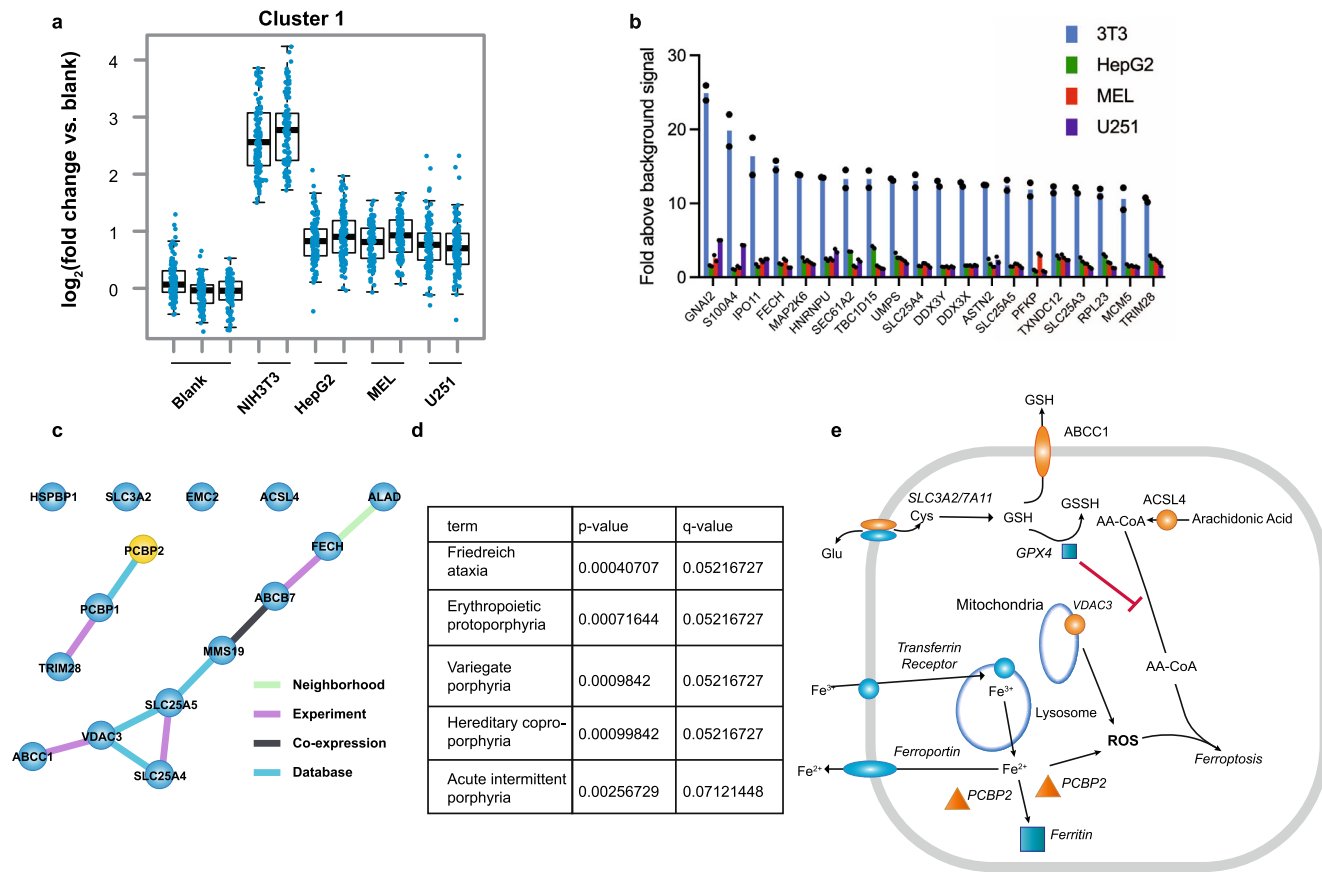 a
Cluster 1
log2(fold change vs. blank)
4
3
2
1
0
Blank
NIH3T3
HepG2
MEL
U251
b
Fold above background signal
30
20
10
0
3T3
HepG2
MEL
U251
GNAI2
S100A4
IPO11
FECH
MAP2K6
HNRNPU
SEC61A2
TBC1D15
UMPS
SLC25A4
DDX3Y
DDX3X
ASTN2
SLC25A5
PFKP
TXNDC12
SLC25A3
RPL23
MCM5
TRIM28
c
HSPBP1
SLC3A2
EMC2
ACSL4
ALAD
FECH
PCBP2
ABCB7
PCBP1
MMS19
TRIM28
SLC25A5
VDAC3
ABCC1
SLC25A4
Neighborhood
Experiment
Co-expression
Database
d
term p-value q-value
Friedreich
ataxia 0.00040707 0.05216727
Erythropoietic
protoporphyria 0.00071644 0.05216727
Variegate
porphyria 0.0009842 0.05216727
Hereditary copro-
porphyria 0.00099842 0.05216727
Acute intermittent
porphyria 0.00256729 0.07121448
e
GSH
ABCC1
SLC3A2/7A11
Cys
GSH
GSSH
ACSL4
AA-CoA
Arachidonic Acid
Glu
GPX4
Mitochondria
VDAC3
Transferrin
Receptor
AA-CoA
Fe3+
Fe3+
Lysosome
ROS
Ferroportin
Ferroptosis
Fe2+
Fe2+
PCBP2
PCBP2
Ferritin